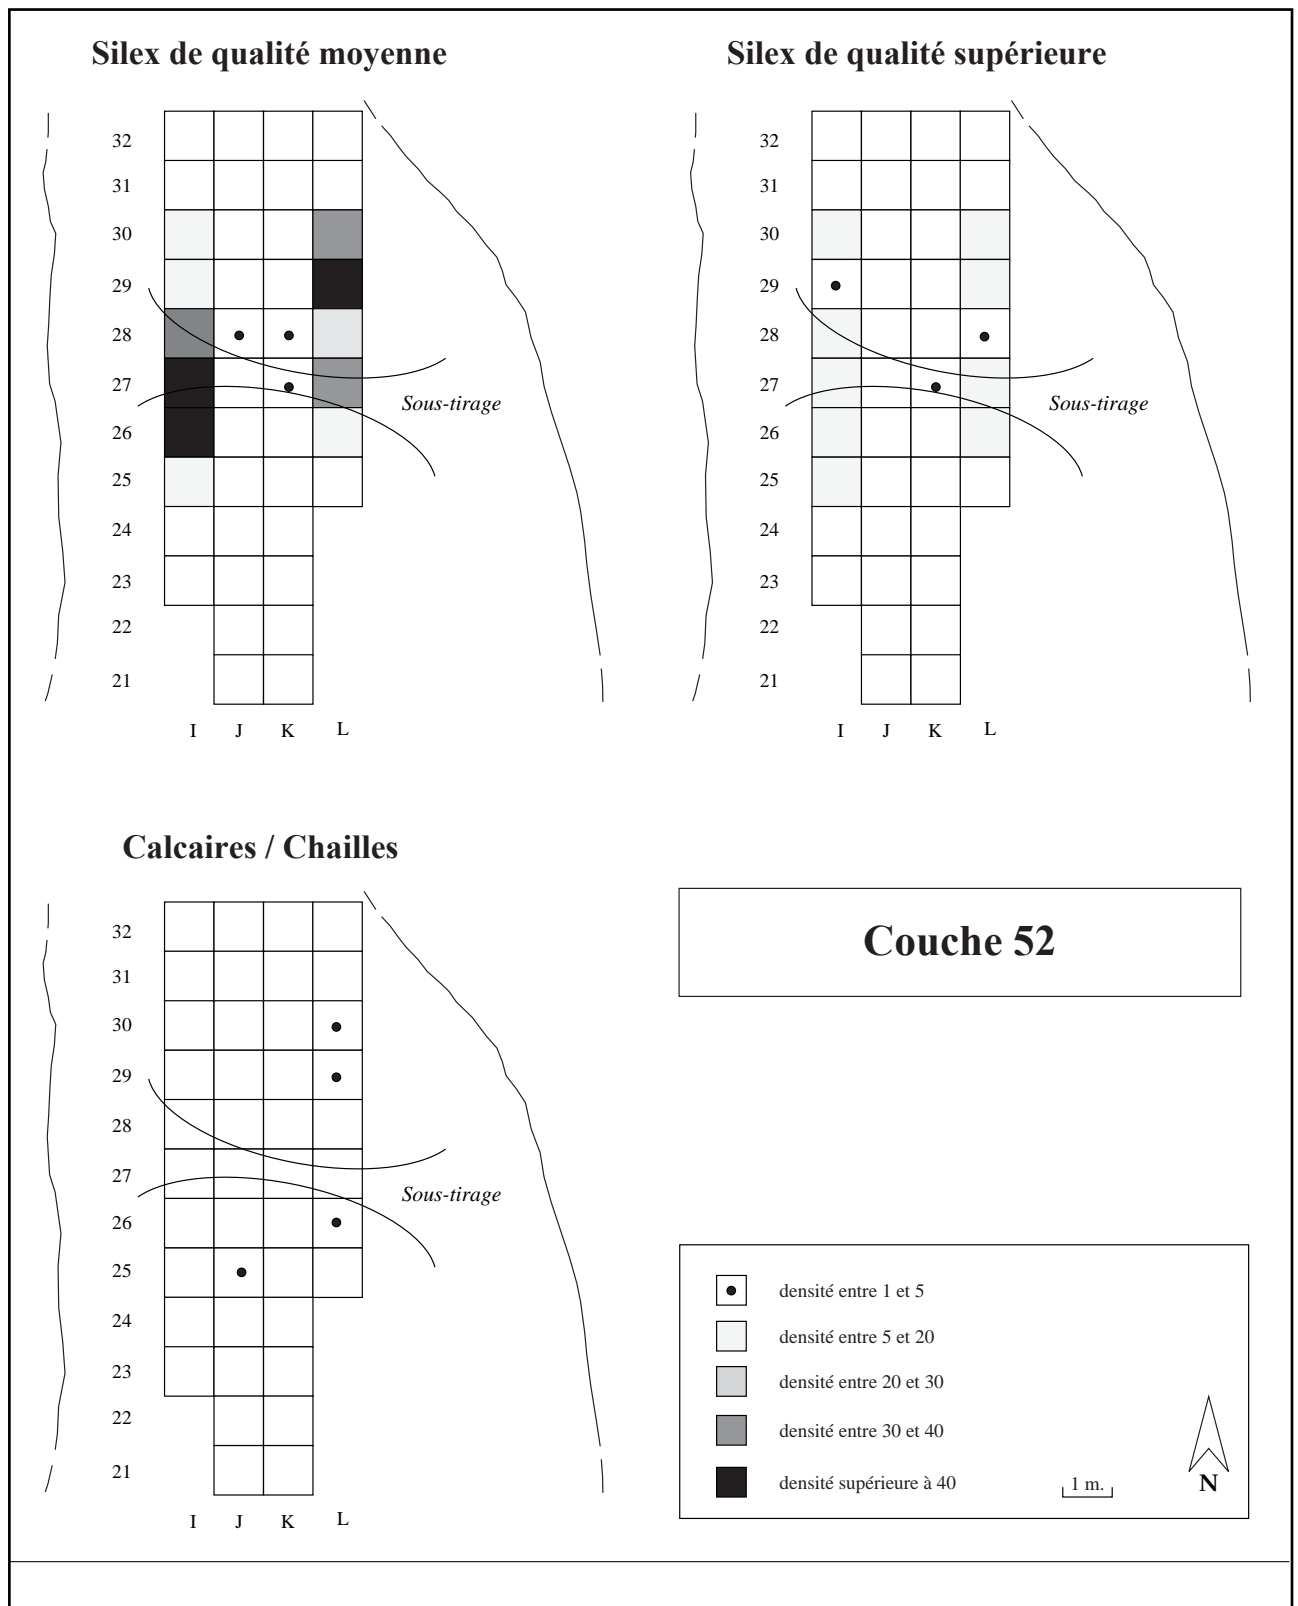 Silex de qualité moyenne
32
31
30
29
28
27
26
25
24
23
22
21
Sous-tirage
I J K L
Silex de qualité supérieure
32
31
30
29
28
27
26
25
24
23
22
21
Sous-tirage
I J K L
Calcaires / Chailles
32
31
30
29
28
27
26
25
24
23
22
21
Sous-tirage
I J K L
Couche 52
densité entre 1 et 5
densité entre 5 et 20
densité entre 20 et 30
densité entre 30 et 40
densité supérieure à 40
1 m.
N